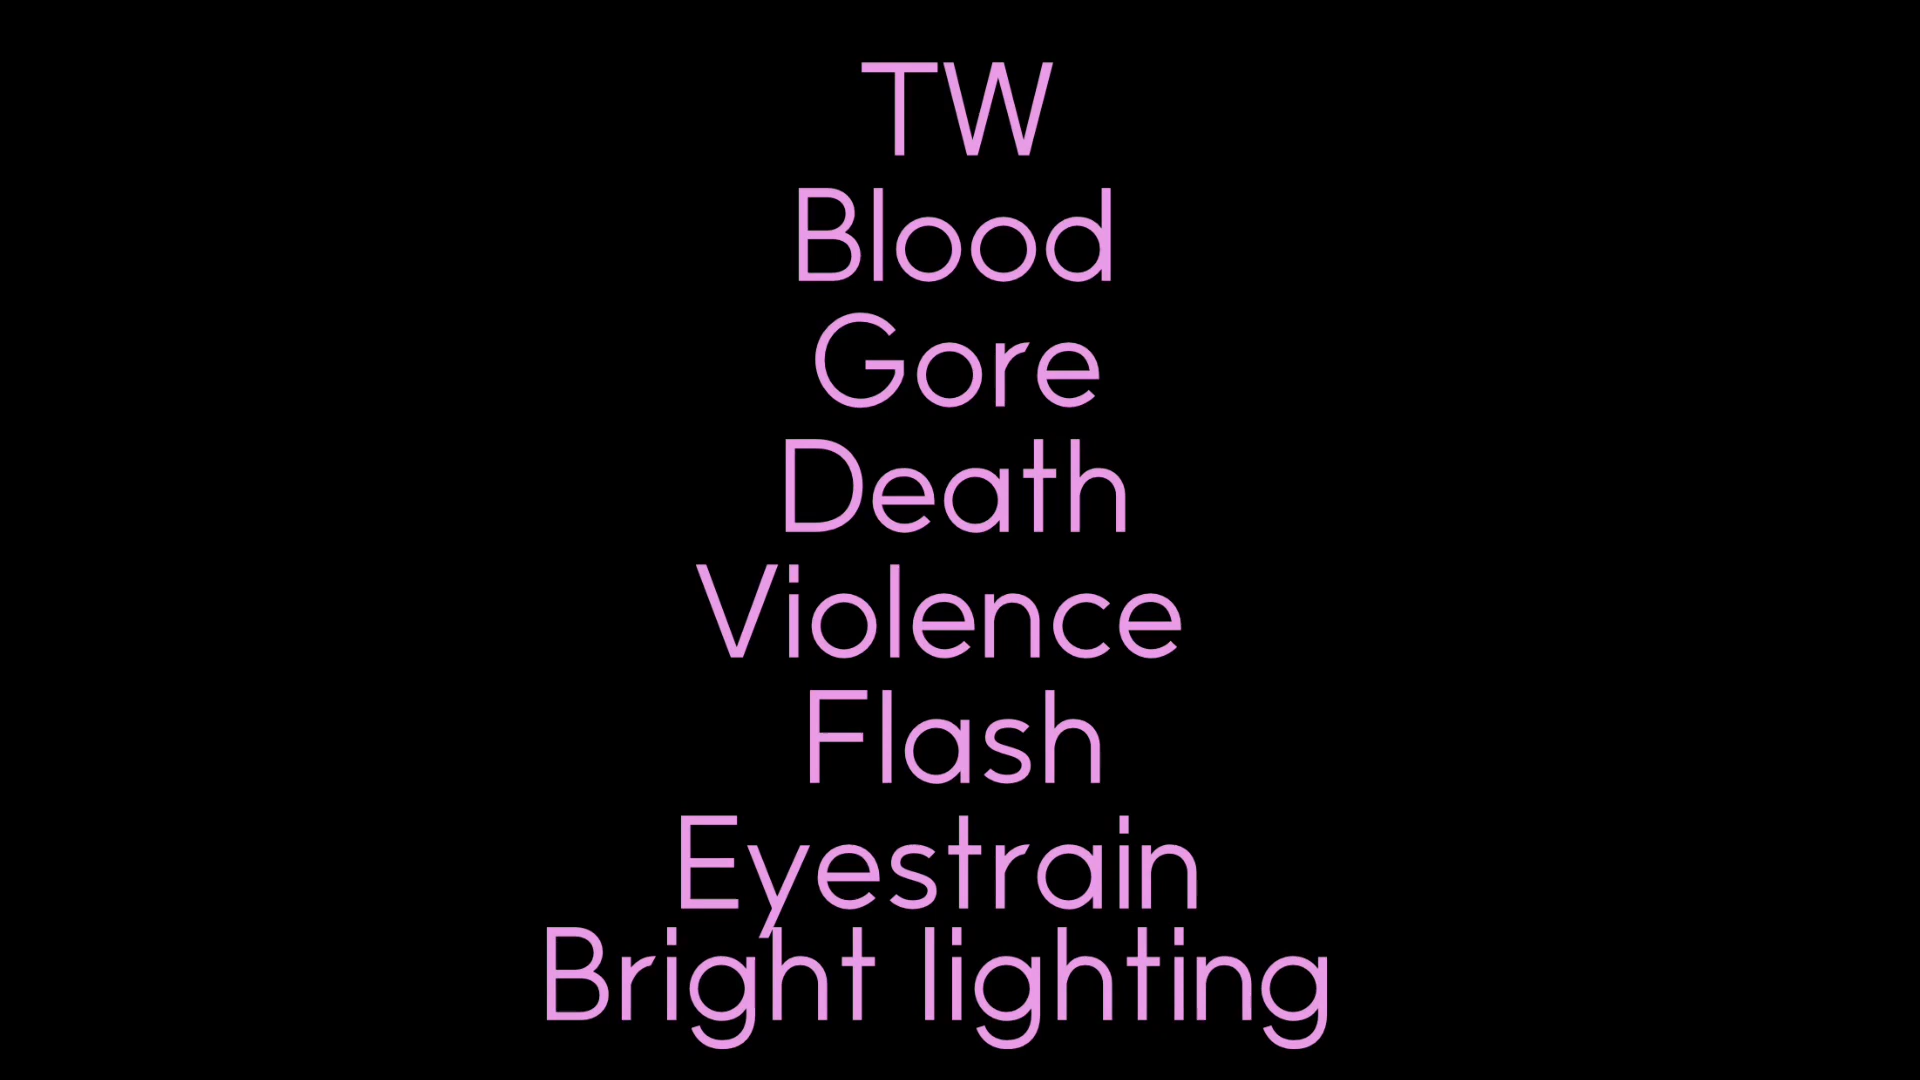 TW
Blood
Gore
Death
Violence
Flash
Eyestrain
Bright lighting